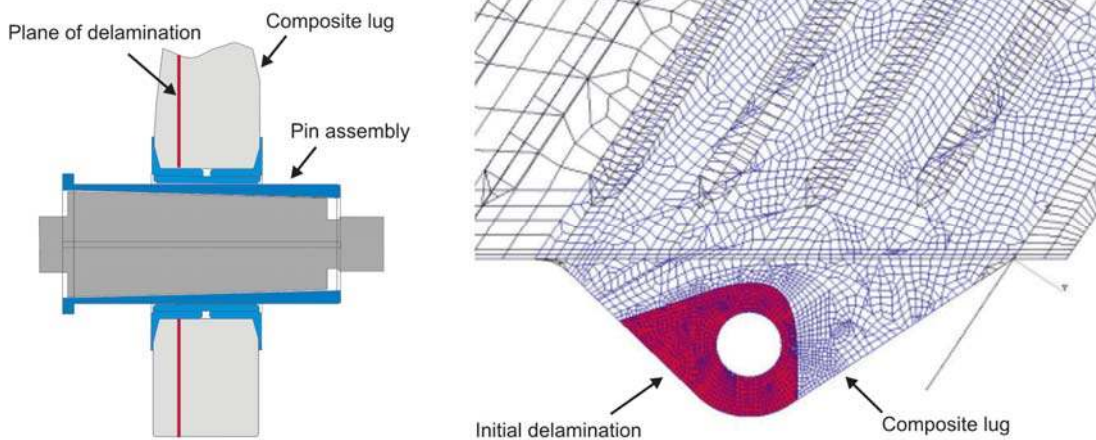 Plane of delamination
Composite lug
Pin assembly
Initial delamination
Composite lug
Y